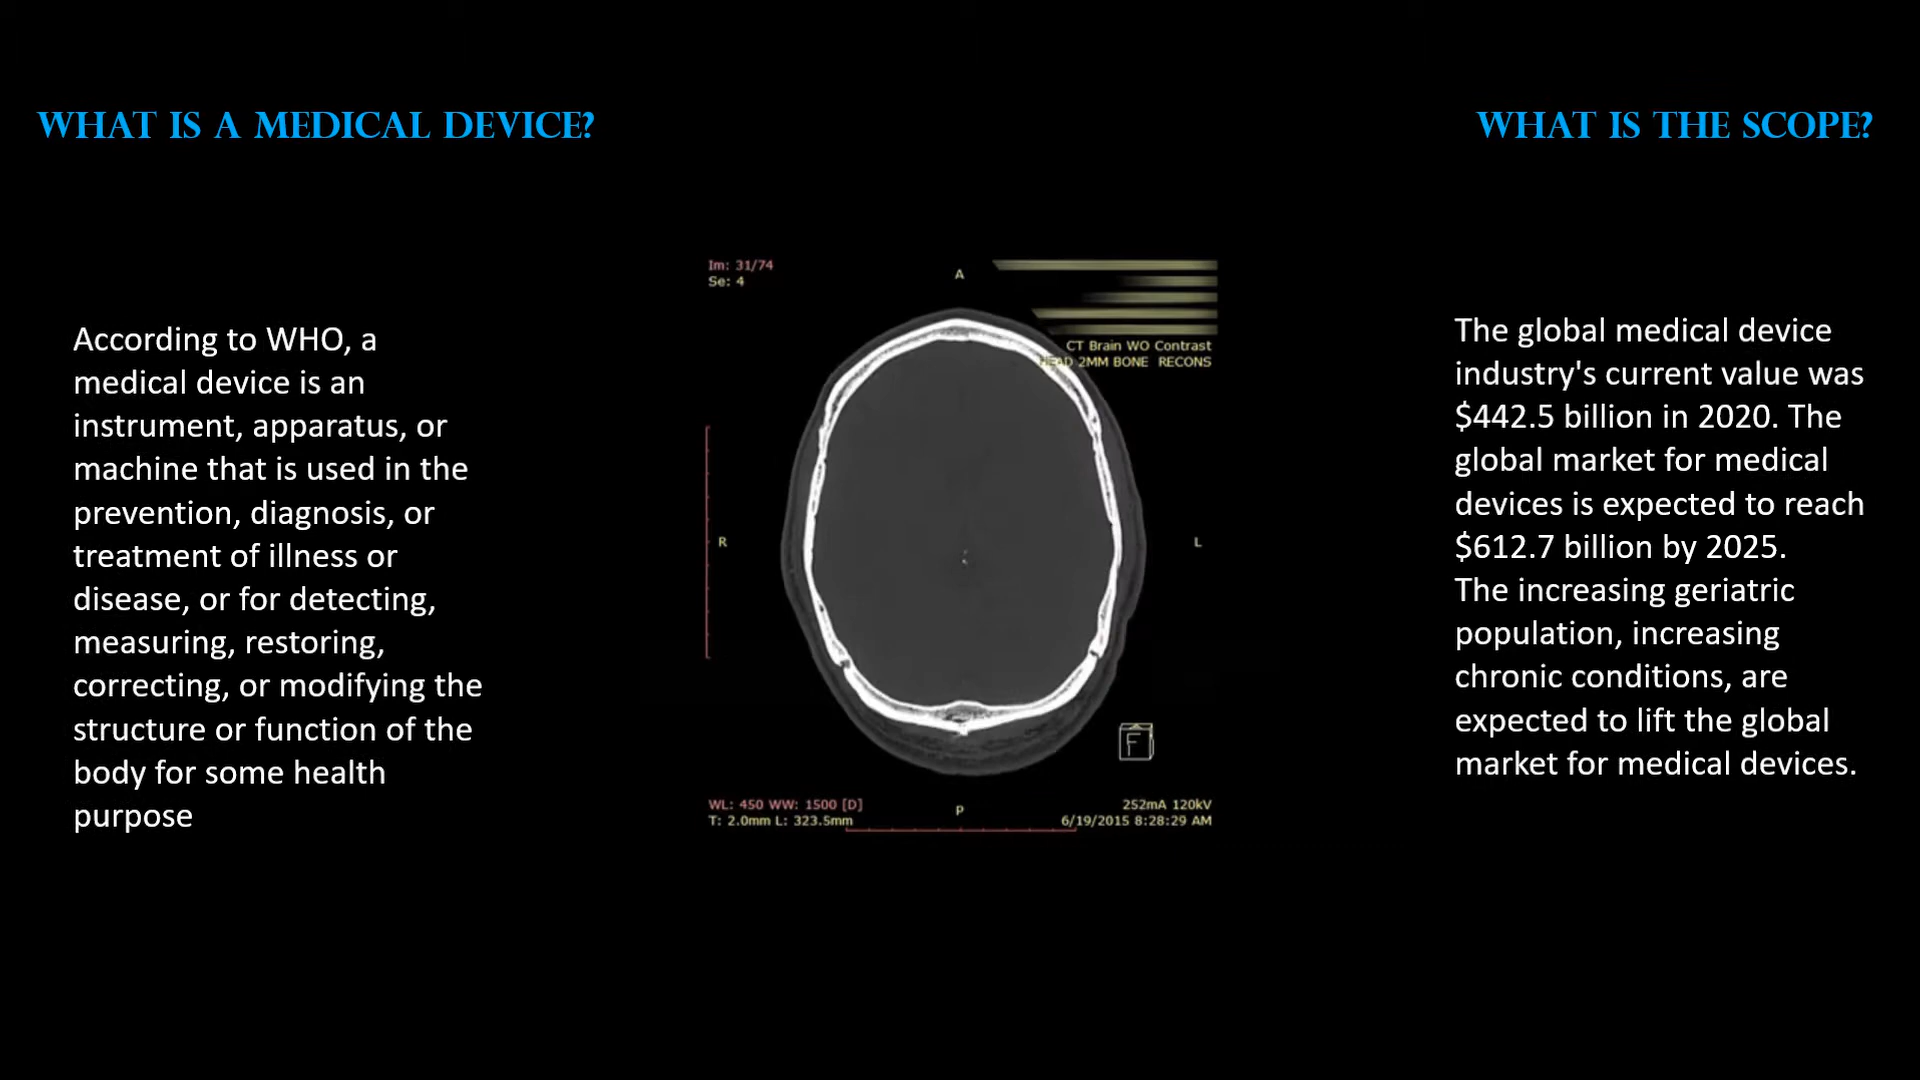 WHAT IS A MEDICAL DEVICE?
According to WHO, a
medical device is an
instrument, apparatus, or
machine that is used in the
prevention, diagnosis, or
treatment of illness or
disease, or for detecting,
measuring, restoring,
correcting, or modifying the
structure or function of the
body for some health
purpose
Im: 31/74
Se: 4
A
CT Brain WO Contrast
HEAD 2MM BONE RECONS
R
L
F
WL: 450 WW: 1500 [D]
T: 2.0mm L: 323.5mm
P
252mA 120kV
6/19/2015 8:28:29 AM
WHAT IS THE SCOPE?
The global medical device
industry's current value was
$442.5 billion in 2020. The
global market for medical
devices is expected to reach
$612.7 billion by 2025.
The increasing geriatric
population, increasing
chronic conditions, are
expected to lift the global
market for medical devices.